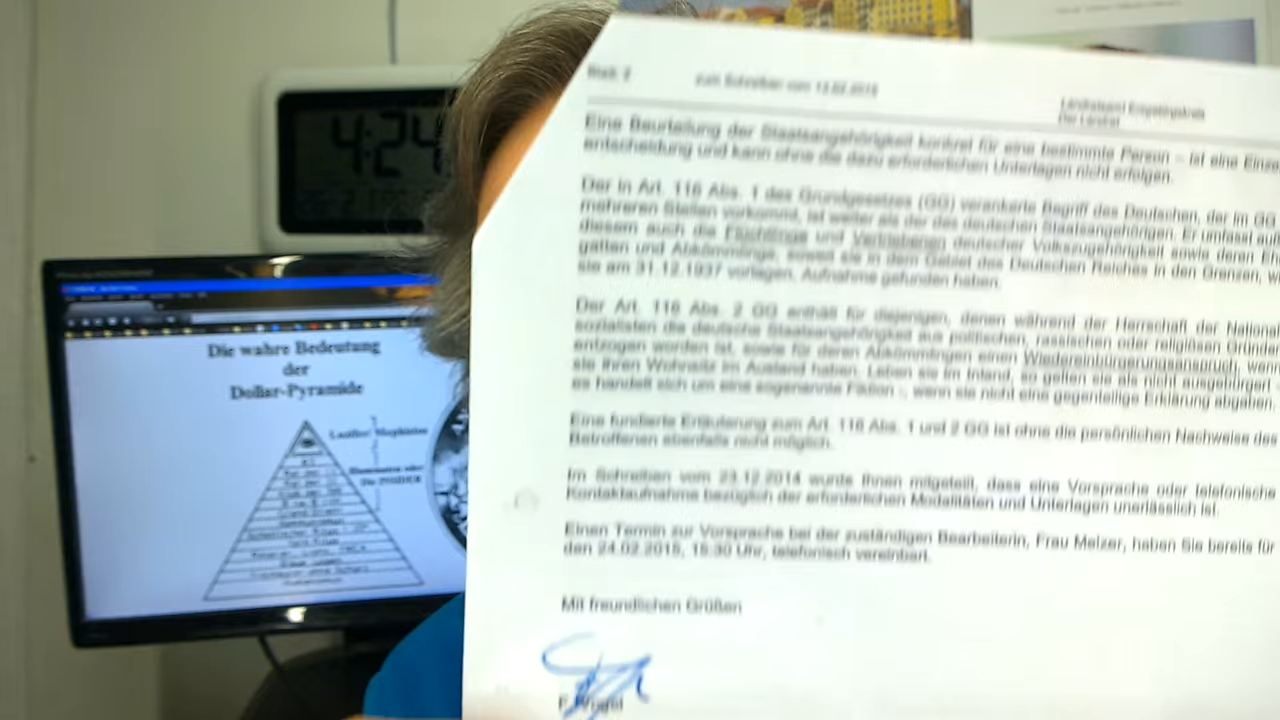 4:24
Die wahre Bedeutung
der
Dollar-Pyramide
Blatt 2 zum Schreiben vom 13.02.2015 Landratsamt Erzgebirgskreis
Der Landrat
Eine Beurteilung der Staatsangehörigkeit konkret für eine bestimmte Person – ist eine Einze
entscheidung und kann ohne die dazu erforderlichen Unterlagen nicht erfolgen.
Der in Art. 116 Abs. 1 des Grundgesetzes (GG) verankerte Begriff des Deutschen, der im GG
mehreren Stellen vorkommt, ist weiter als der des deutschen Staatsangehörigen. Er umfasst auß
diesem auch die Flüchtlinge und Vertriebenen deutscher Volkszugehörigkeit sowie deren Eh
gatten und Abkömmlinge, soweit sie in dem Gebiet des Deutschen Reiches in den Grenzen, w
sie am 31.12.1937 vorlagen, Aufnahme gefunden haben.
Der Art. 116 Abs. 2 GG enthält für diejenigen, denen während der Herrschaft der National
sozialisten die deutsche Staatsangehörigkeit aus politischen, rassischen oder religiösen Gründen
entzogen worden ist, sowie für deren Abkömmlingen einen Wiedereinbürgerungsanspruch, wenn
sie ihren Wohnsitz im Ausland haben. Leben sie im Inland, so gelten sie als nicht ausgebürgert -
es handelt sich um eine sogenannte Fiktion -, wenn sie nicht eine gegenteilige Erklärung abgeben.
Eine fundierte Erläuterung zum Art. 116 Abs. 1 und 2 GG ist ohne die persönlichen Nachweise des
Betroffenen ebenfalls nicht möglich.
Im Schreiben vom 23.12.2014 wurde Ihnen mitgeteilt, dass eine Vorsprache oder telefonische
Kontaktaufnahme bezüglich der erforderlichen Modalitäten und Unterlagen unerlässlich ist.
Einen Termin zur Vorsprache bei der zuständigen Bearbeiterin, Frau Melzer, haben Sie bereits für
den 24.02.2015, 15:30 Uhr, telefonisch vereinbart.
Mit freundlichen Grüßen
F. Vogel